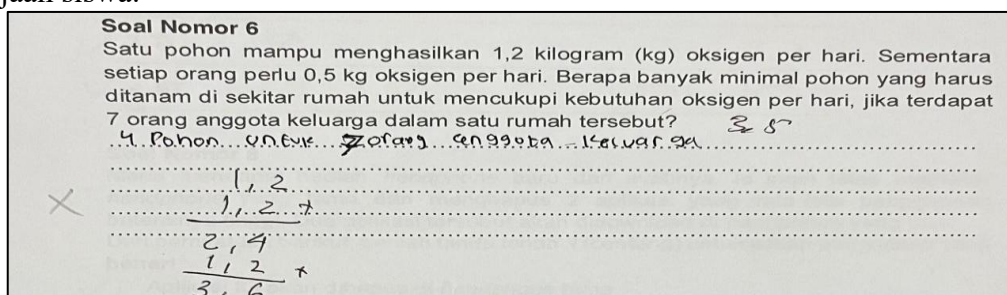 Soal Nomor 6
Satu pohon mampu menghasilkan 1,2 kilogram (kg) oksigen per hari. Sementara
setiap orang perlu 0,5 kg oksigen per hari. Berapa banyak minimal pohon yang harus
ditanam di sekitar rumah untuk mencukupi kebutuhan oksigen per hari, jika terdapat
7 orang anggota keluarga dalam satu rumah tersebut?
3 5
4 Pohon untuk 7 orang anggota keluarga
1,2
1,2 +
2,4
1,2 +
3,6